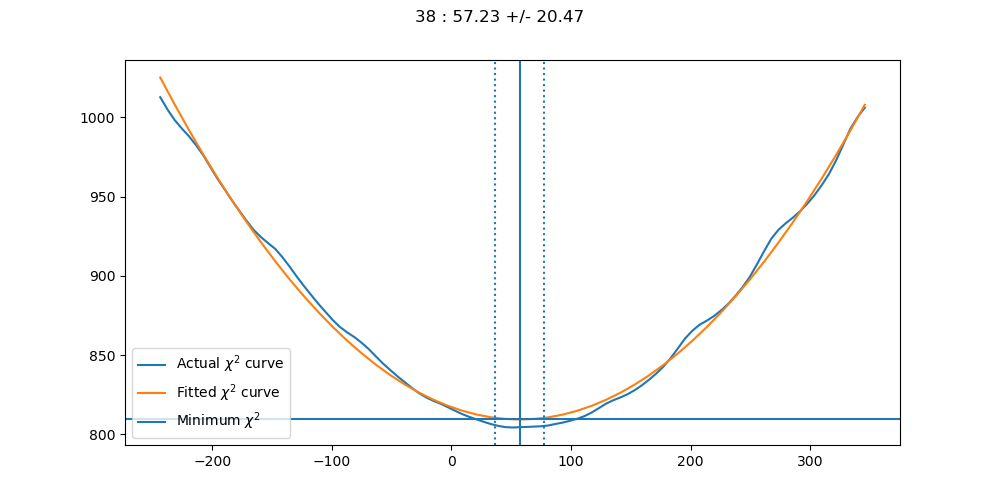 38 : 57.23 +/- 20.47
1000
950
900
850
800
Actual χ² curve
Fitted χ² curve
Minimum χ²
−200 −100 0 100 200 300